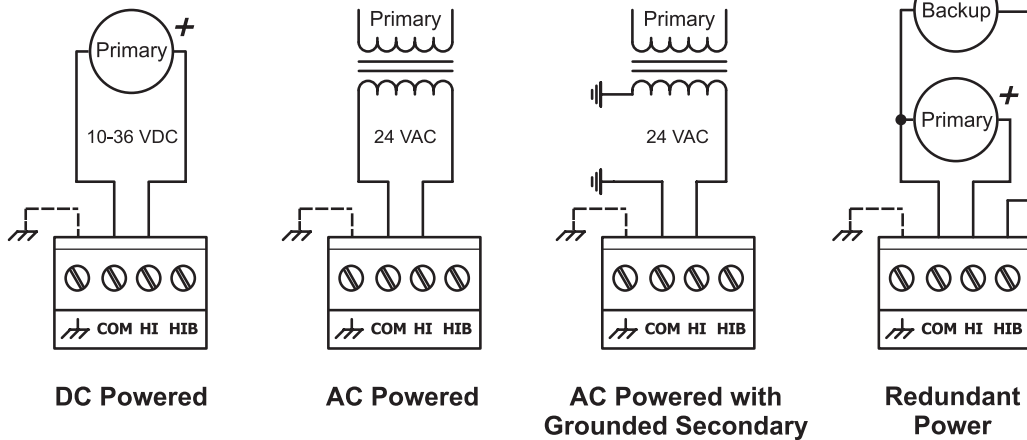 Primary
+
10-36 VDC
COM HI HIB
DC Powered
Primary
24 VAC
COM HI HIB
AC Powered
Primary
24 VAC
COM HI HIB
AC Powered with
Grounded Secondary
Backup
Primary
+
COM HI HIB
Redundant
Power